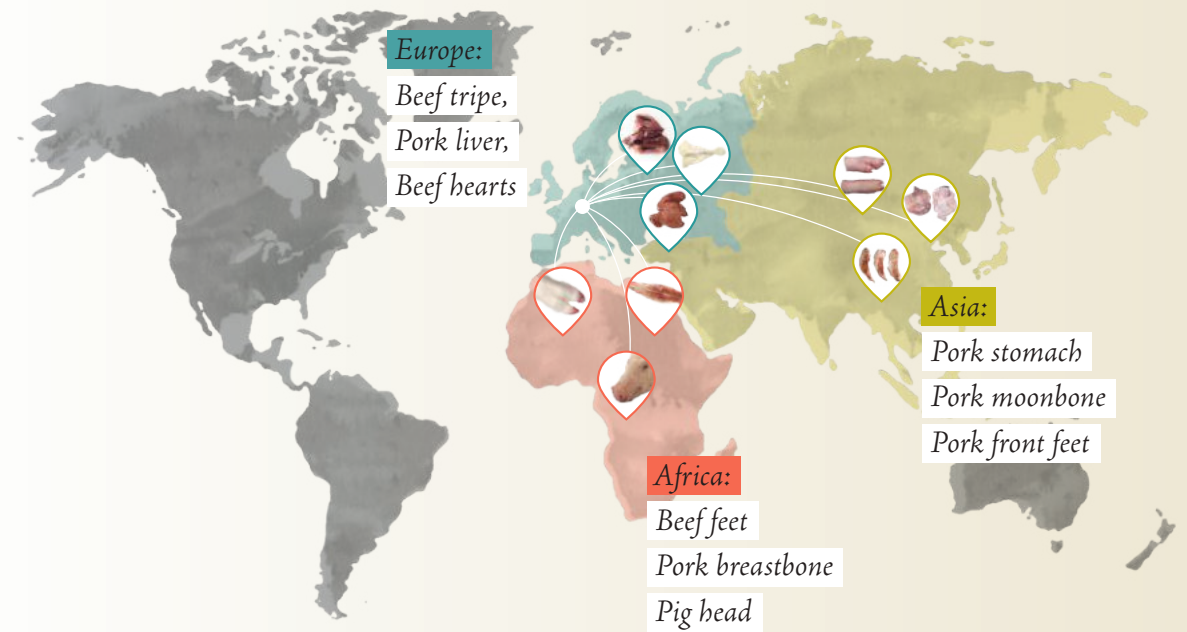 Europe:
Beef tripe,
Pork liver,
Beef hearts
Asia:
Pork stomach
Pork moonbone
Pork front feet
Africa:
Beef feet
Pork breastbone
Pig head